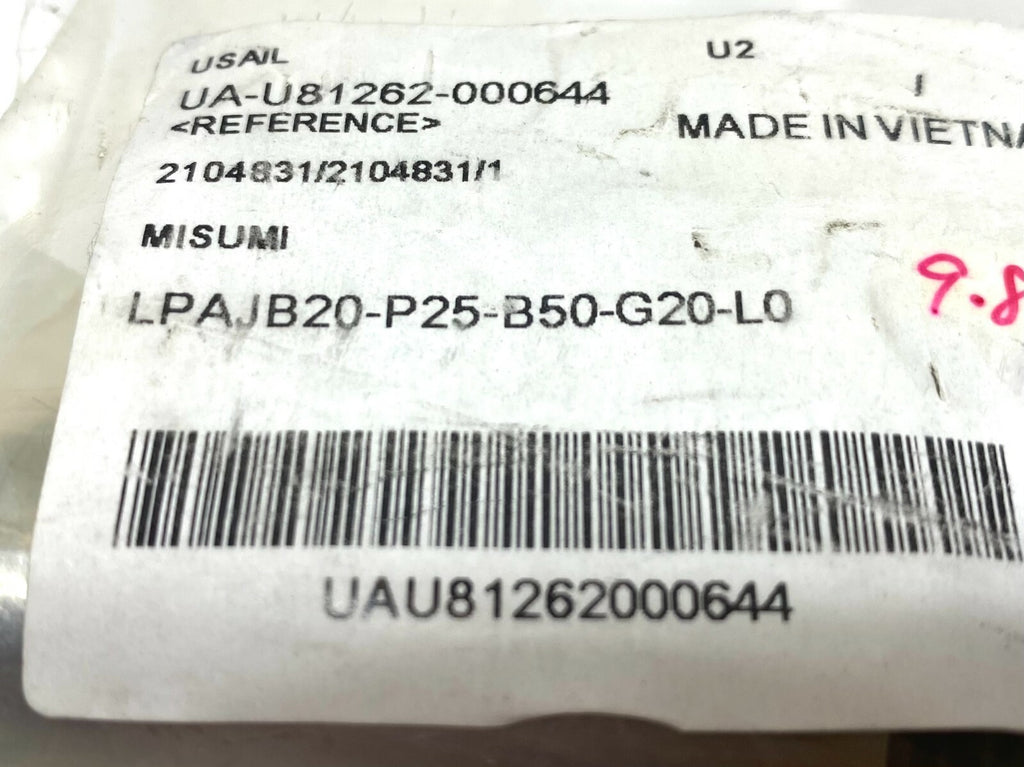 USAIL
U2
UA-U81262-000644
<REFERENCE>
MADE IN VIETNA
2104831/2104831/1
MISUMI
9.8
LPAJB20-P25-B50-G20-L0
UAU81262000644